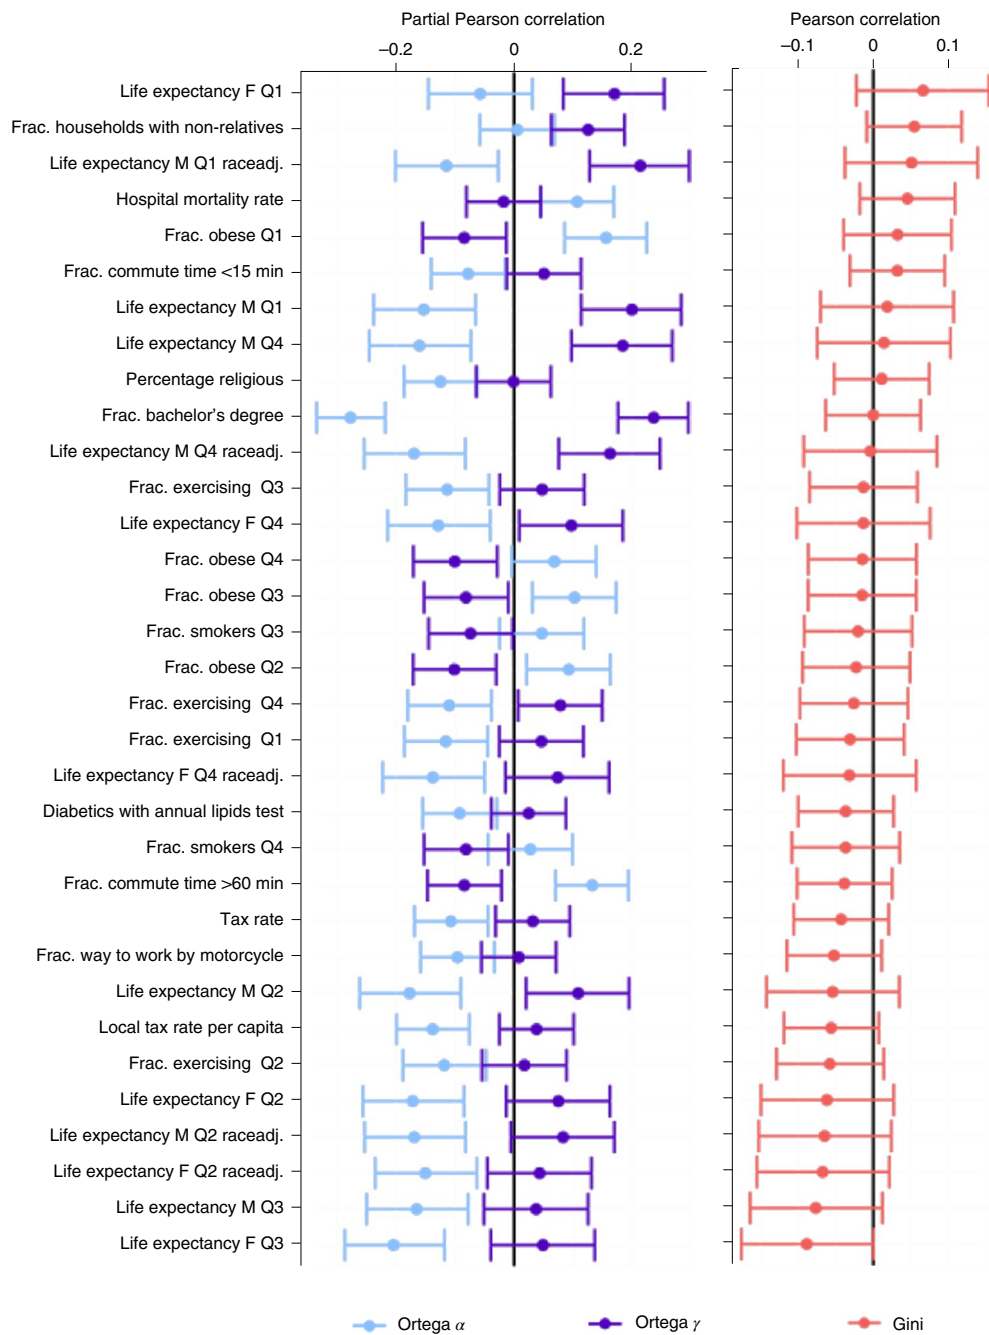 Partial Pearson correlation
Pearson correlation
−0.2 0 0.2
−0.1 0 0.1
Life expectancy F Q1
Frac. households with non-relatives
Life expectancy M Q1 raceadj.
Hospital mortality rate
Frac. obese Q1
Frac. commute time <15 min
Life expectancy M Q1
Life expectancy M Q4
Percentage religious
Frac. bachelor's degree
Life expectancy M Q4 raceadj.
Frac. exercising Q3
Life expectancy F Q4
Frac. obese Q4
Frac. obese Q3
Frac. smokers Q3
Frac. obese Q2
Frac. exercising Q4
Frac. exercising Q1
Life expectancy F Q4 raceadj.
Diabetics with annual lipids test
Frac. smokers Q4
Frac. commute time >60 min
Tax rate
Frac. way to work by motorcycle
Life expectancy M Q2
Local tax rate per capita
Frac. exercising Q2
Life expectancy F Q2
Life expectancy M Q2 raceadj.
Life expectancy F Q2 raceadj.
Life expectancy M Q3
Life expectancy F Q3
Ortega α
Ortega γ
Gini